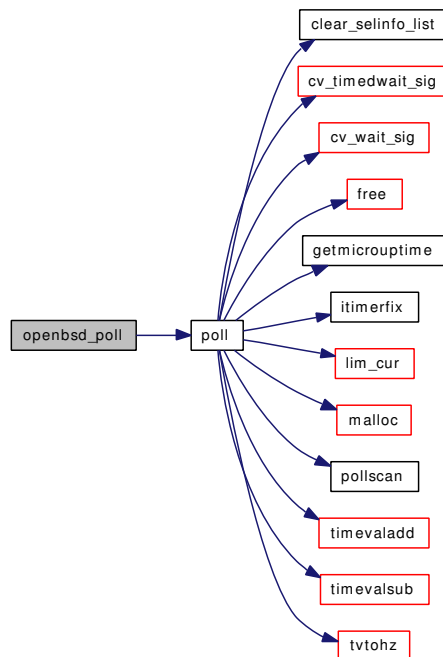 clear_selinfo_list
cv_timedwait_sig
cv_wait_sig
free
getmicrouptime
itimerfix
openbsd_poll
poll
lim_cur
malloc
pollscan
timevaladd
timevalsub
tvtohz